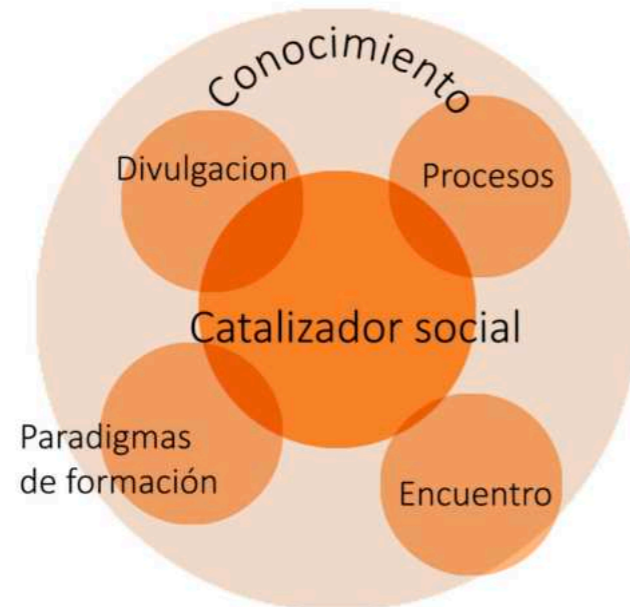 Conocimiento
Divulgacion
Procesos
Catalizador social
Paradigmas
de formación
Encuentro